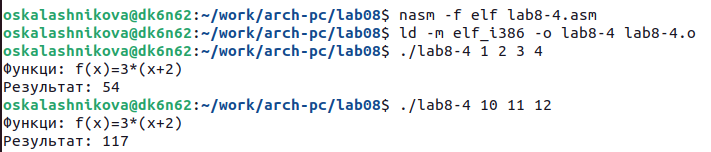 oskalashnikova@dk6n62:~/work/arch-pc/lab08$ nasm -f elf lab8-4.asm
oskalashnikova@dk6n62:~/work/arch-pc/lab08$ ld -m elf_i386 -o lab8-4 lab8-4.o
oskalashnikova@dk6n62:~/work/arch-pc/lab08$ ./lab8-4 1 2 3 4
Функци: f(x)=3*(x+2)
Результат: 54
oskalashnikova@dk6n62:~/work/arch-pc/lab08$ ./lab8-4 10 11 12
Функци: f(x)=3*(x+2)
Результат: 117